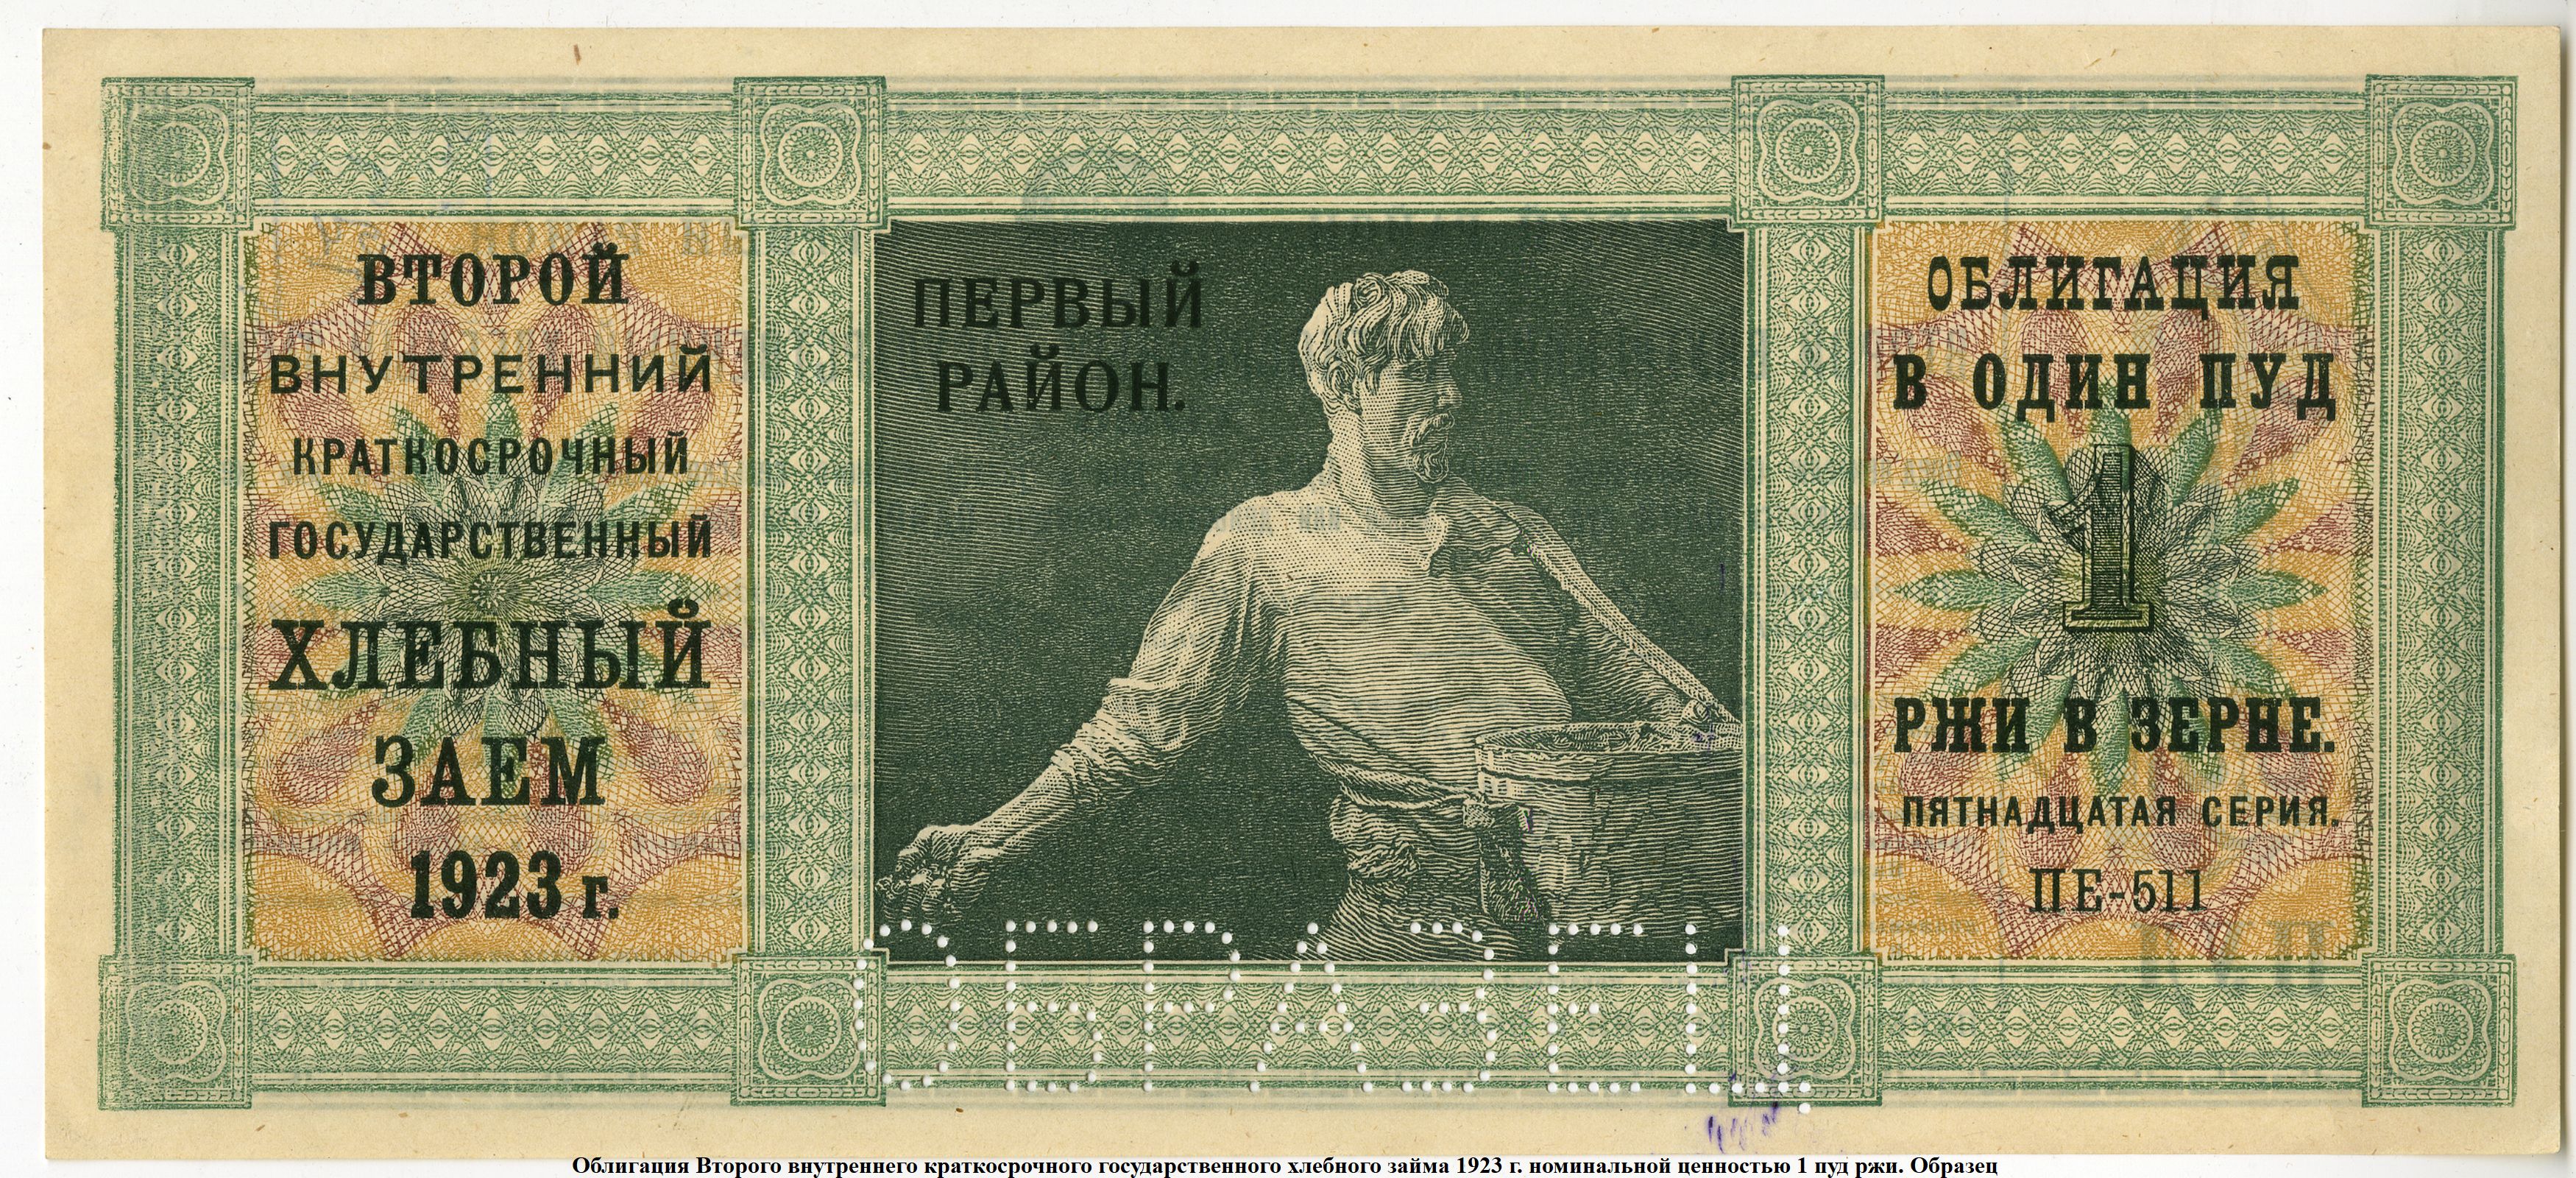 ВТОРОЙ
ВНУТРЕННИЙ
КРАТКОСРОЧНЫЙ
ГОСУДАРСТВЕННЫЙ
ХЛЕБНЫЙ
ЗАЕМ
1923 г.
ПЕРВЫЙ
РАЙОН.
ОБЛИГАЦИЯ
В ОДИН ПУД
1
РЖИ В ЗЕРНЕ.
ПЯТНАДЦАТАЯ СЕРИЯ.
ПЕ-511
ОБРАЗЕЦ
Облигация Второго внутреннего краткосрочного государственного хлебного займа 1923 г. номинальной ценностью 1 пуд ржи. Образец